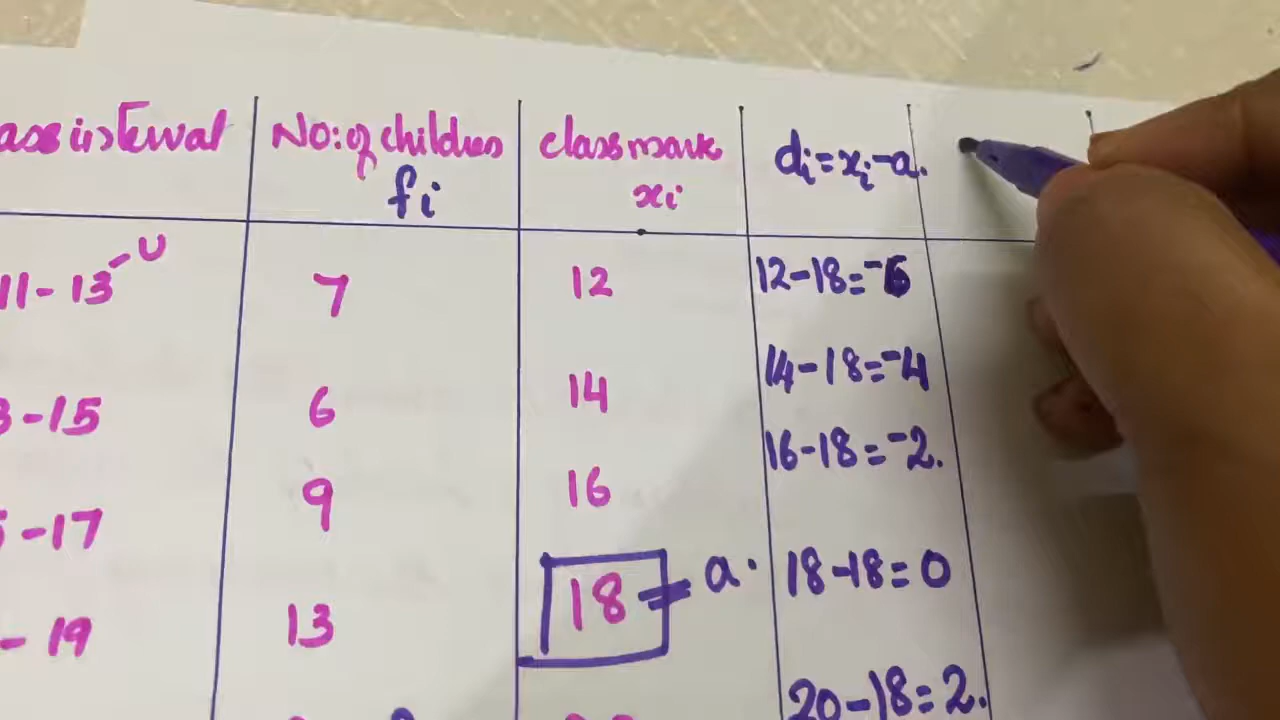 interval No: of children class mark di = xi - a.
fi xi
11 - 13 - U 7 12 12 - 18 = -6
- 15 6 14 14 - 18 = -4
- 17 9 16 16 - 18 = -2.
- 19 13 18 = a. 18 - 18 = 0
20 - 18 = 2.